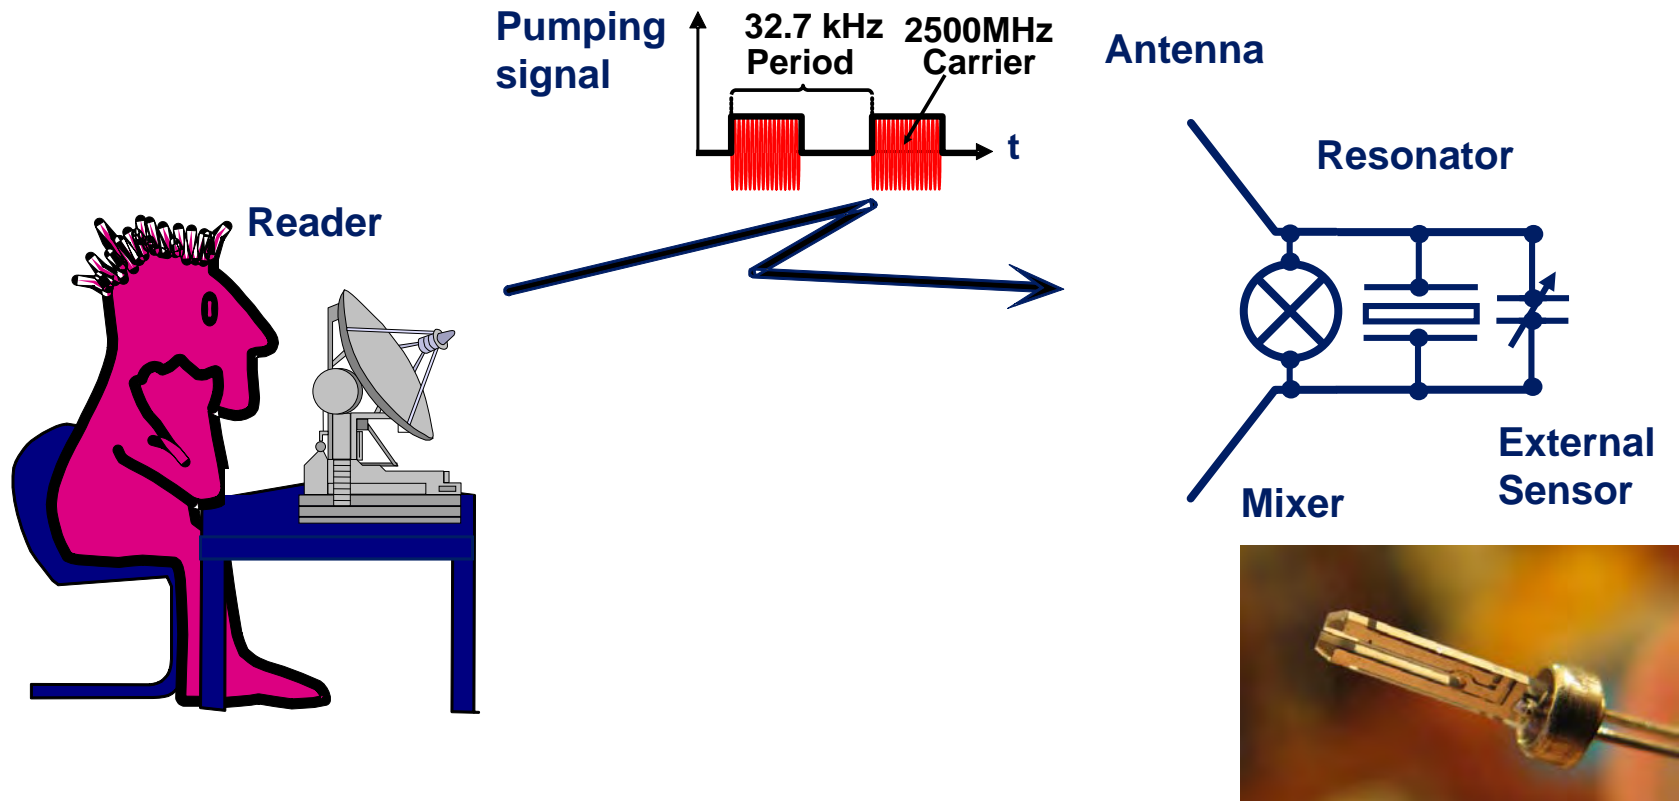 Pumping
signal
32.7 kHz
Period
2500MHz
Carrier
t
Antenna
Resonator
Reader
External
Sensor
Mixer